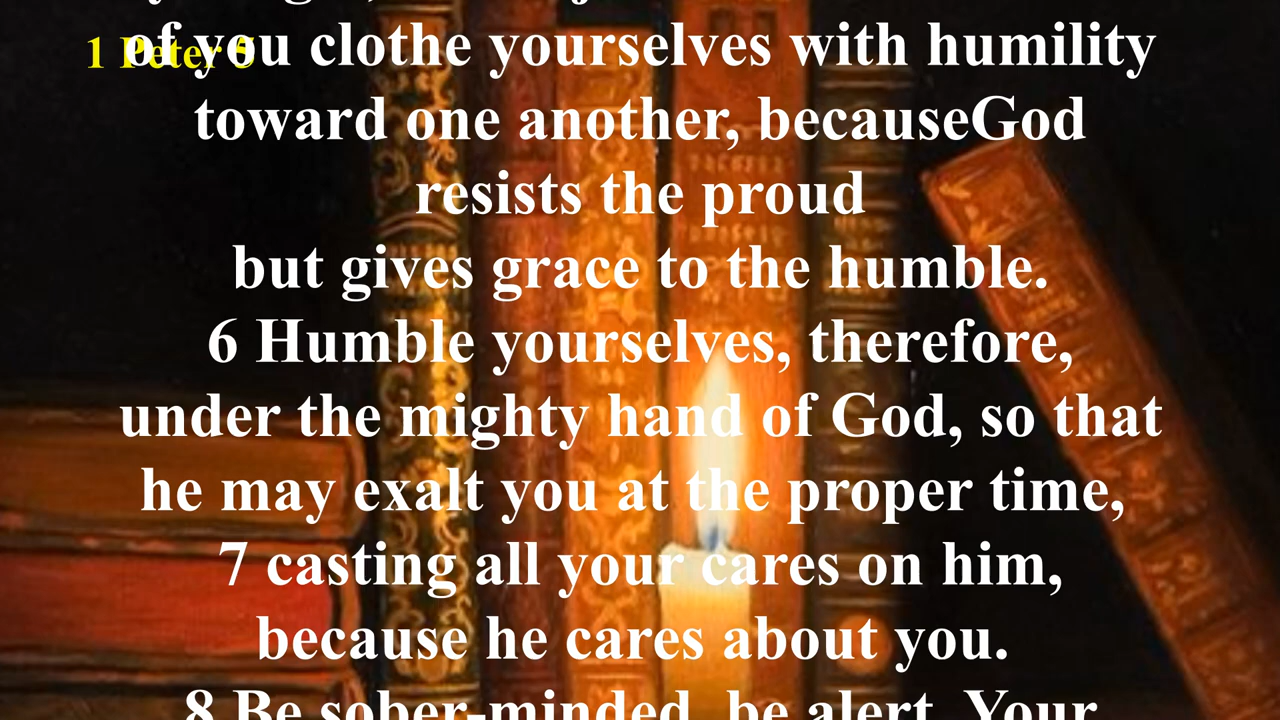 1 Peter 5
of you clothe yourselves with humility
toward one another, becauseGod
resists the proud
but gives grace to the humble.
6 Humble yourselves, therefore,
under the mighty hand of God, so that
he may exalt you at the proper time,
7 casting all your cares on him,
because he cares about you.
8 Be sober-minded, be alert. Your